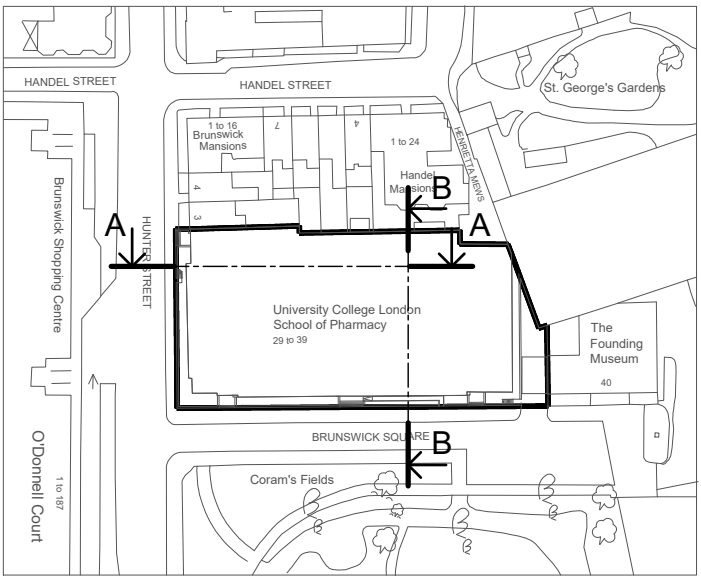 HANDEL STREET
HANDEL STREET
St. George's Gardens
1 to 16
Brunswick
Mansions
7
4
1 to 24
HENRIETTA MEWS
Handel
Mansions
4
3
B
A
A
HUNTER STREET
Brunswick Shopping Centre
University College London
School of Pharmacy
29 to 39
The
Founding
Museum
40
BRUNSWICK SQUARE
B
O'Donnell Court
1 to 187
Coram's Fields